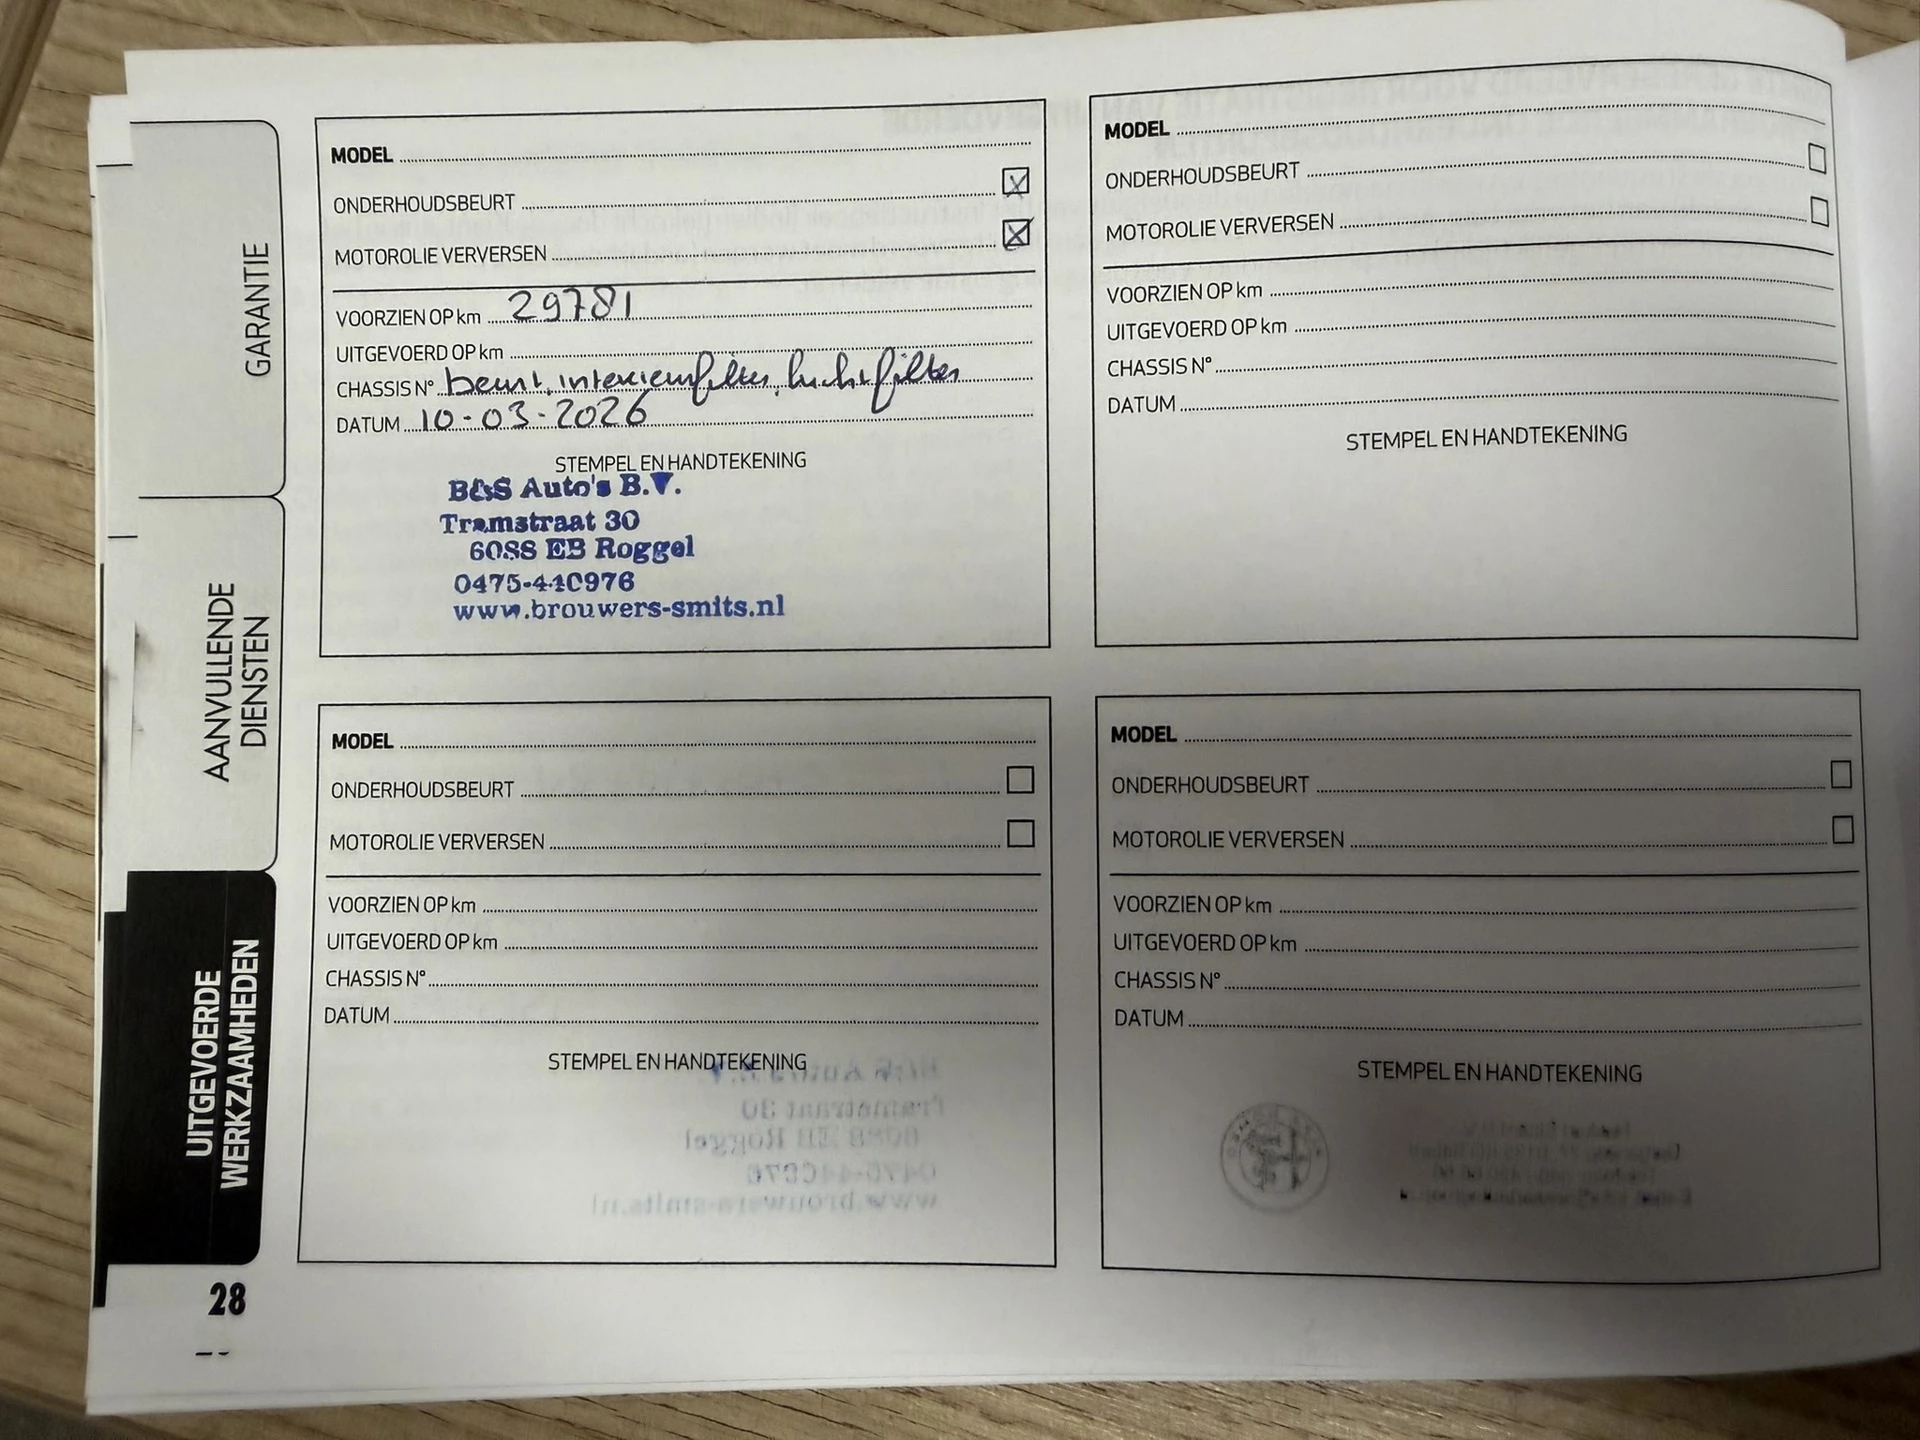 GARANTIE
AANVULLENDE
DIENSTEN
UITGEVOERDE
WERKZAAMHEDEN
28
MODEL
ONDERHOUDSBEURT
MOTOROLIE VERVERSEN
VOORZIEN OP km 29781
UITGEVOERD OP km
CHASSIS N° beurt, interieurfilter, luchtfilter
DATUM 10-03-2026
STEMPEL EN HANDTEKENING
B&S Auto's B.V.
Tramstraat 30
6088 EB Roggel
0475-440976
www.brouwers-smits.nl
MODEL
ONDERHOUDSBEURT
MOTOROLIE VERVERSEN
VOORZIEN OP km
UITGEVOERD OP km
CHASSIS N°
DATUM
STEMPEL EN HANDTEKENING
MODEL
ONDERHOUDSBEURT
MOTOROLIE VERVERSEN
VOORZIEN OP km
UITGEVOERD OP km
CHASSIS N°
DATUM
STEMPEL EN HANDTEKENING
MODEL
ONDERHOUDSBEURT
MOTOROLIE VERVERSEN
VOORZIEN OP km
UITGEVOERD OP km
CHASSIS N°
DATUM
STEMPEL EN HANDTEKENING